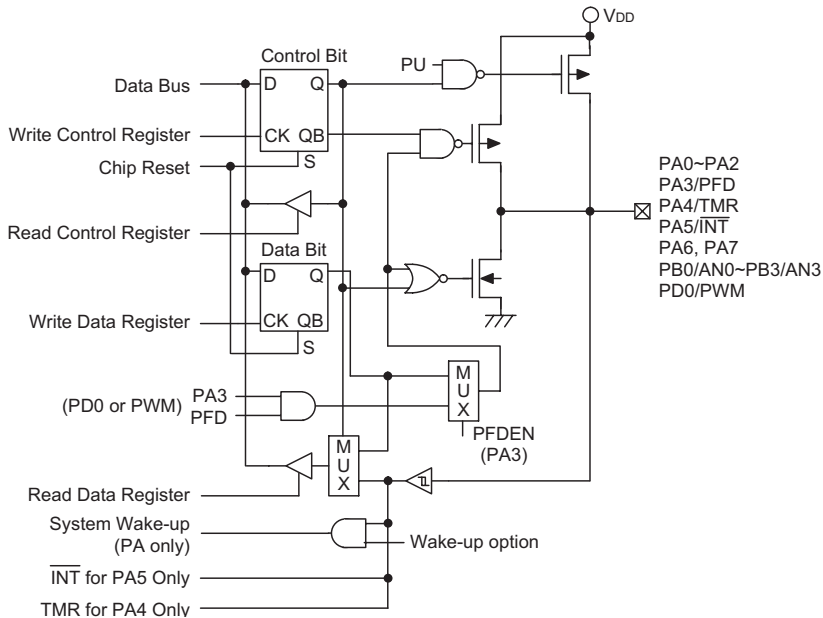 VDD
Control Bit
PU
Data Bus
D Q
Write Control Register
CK QB
Chip Reset
S
PA0~PA2
PA3/PFD
PA4/TMR
PA5/INT
PA6, PA7
PB0/AN0~PB3/AN3
PD0/PWM
Read Control Register
Data Bit
D Q
Write Data Register
CK QB
S
MUX
(PD0 or PWM)
PA3
PFD
PFDEN
(PA3)
MUX
Read Data Register
System Wake-up
(PA only)
Wake-up option
INT for PA5 Only
TMR for PA4 Only